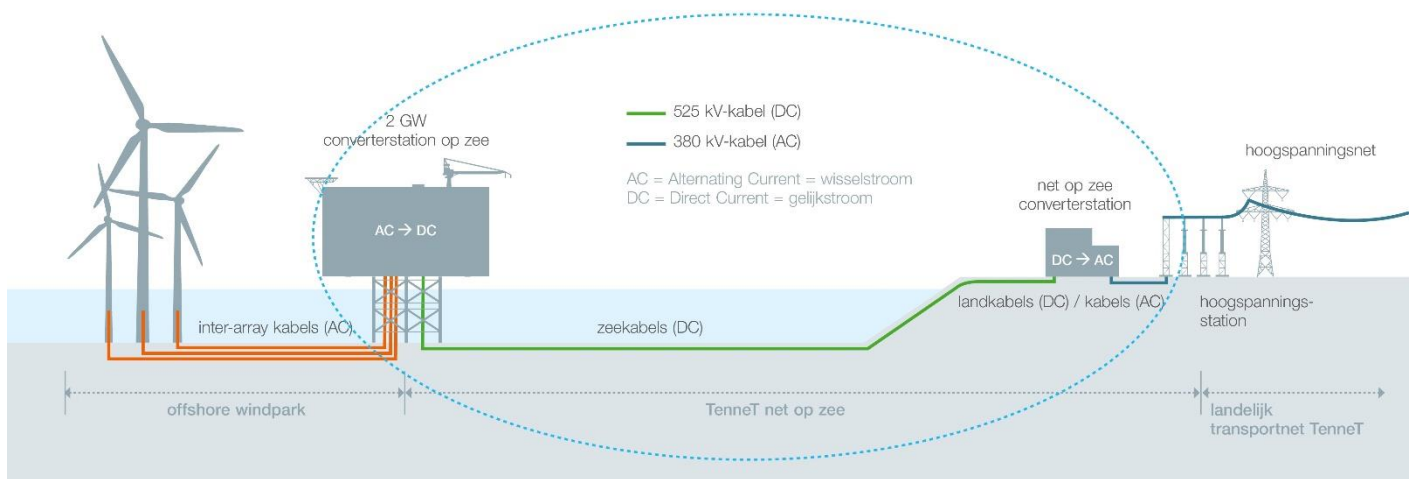 2 GW
converterstation op zee
AC → DC
525 kV-kabel (DC)
380 kV-kabel (AC)
AC = Alternating Current = wisselstroom
DC = Direct Current = gelijkstroom
hoogspanningsnet
net op zee
converterstation
DC → AC
inter-array kabels (AC)
zeekabels (DC)
landkabels (DC) / kabels (AC)
hoogspannings-
station
offshore windpark
TenneT net op zee
landelijk
transportnet TenneT